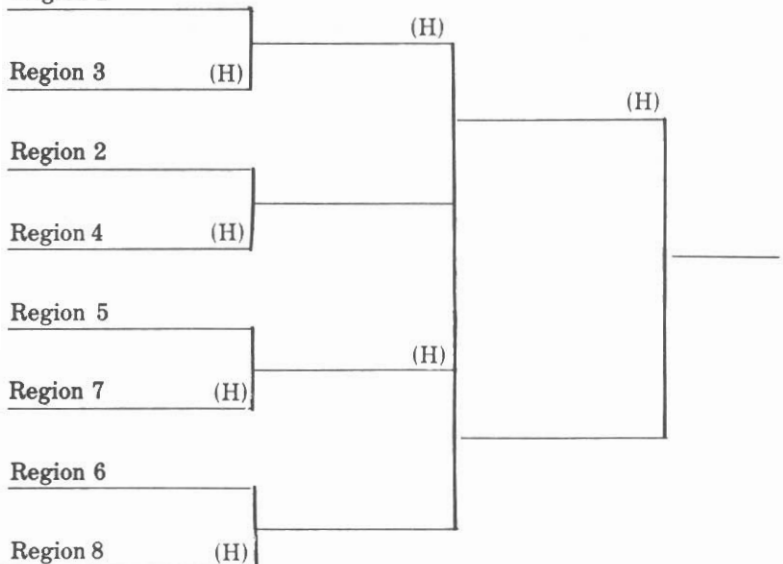 (H)
Region 3 (H)
(H)
Region 2
Region 4 (H)
Region 5
(H)
Region 7 (H)
Region 6
Region 8 (H)